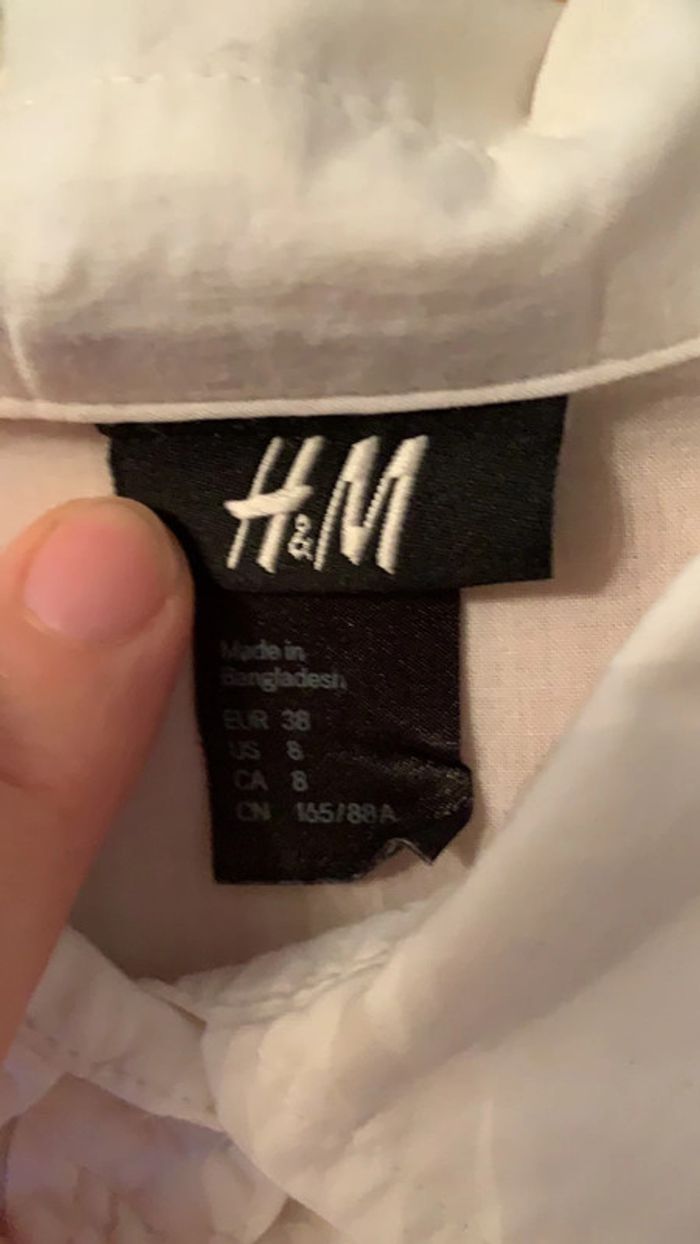 H&M
Made in
Bangladesh
EUR 38
US 8
CA 8
CN 165/88A